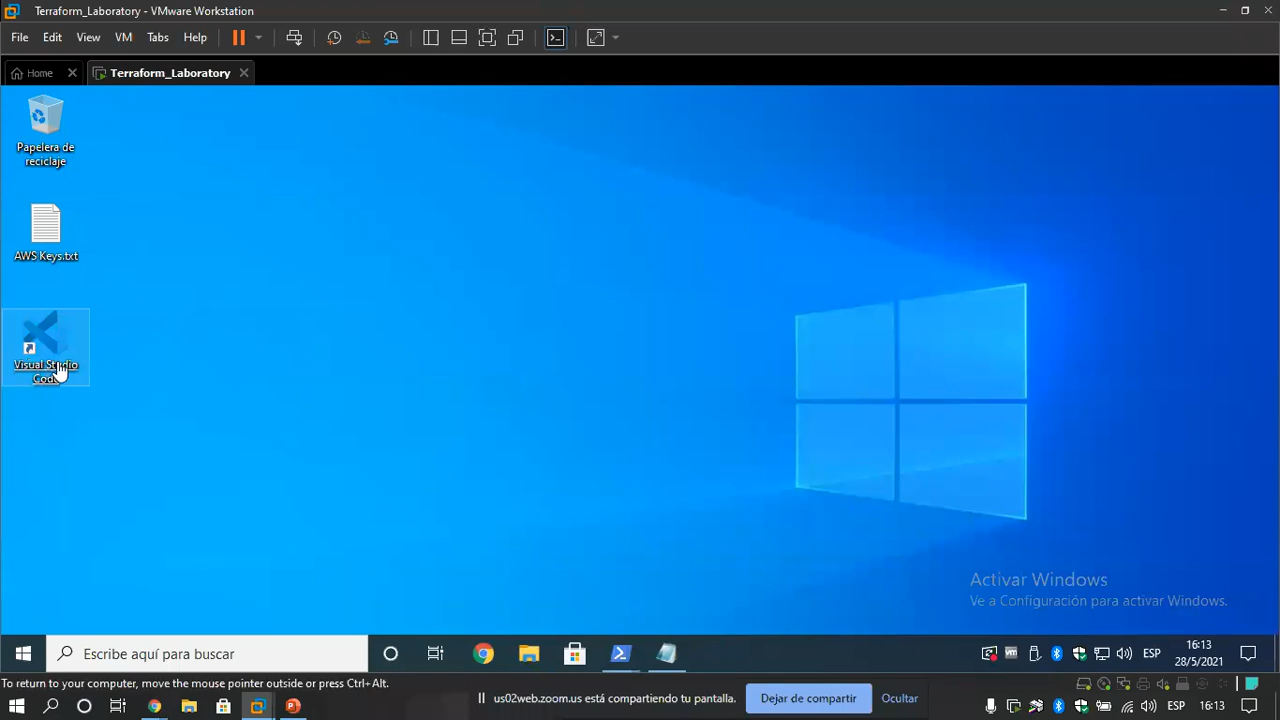 Terraform_Laboratory - VMware Workstation
File Edit View VM Tabs Help
Home Terraform_Laboratory
Papelera de
reciclaje
AWS Keys.txt
Visual Studio
Code
Activar Windows
Ve a Configuración para activar Windows.
Escribe aquí para buscar
ESP
16:13
28/5/2021
To return to your computer, move the mouse pointer outside or press Ctrl+Alt.
us02web.zoom.us está compartiendo tu pantalla. Dejar de compartir Ocultar
ESP 16:13